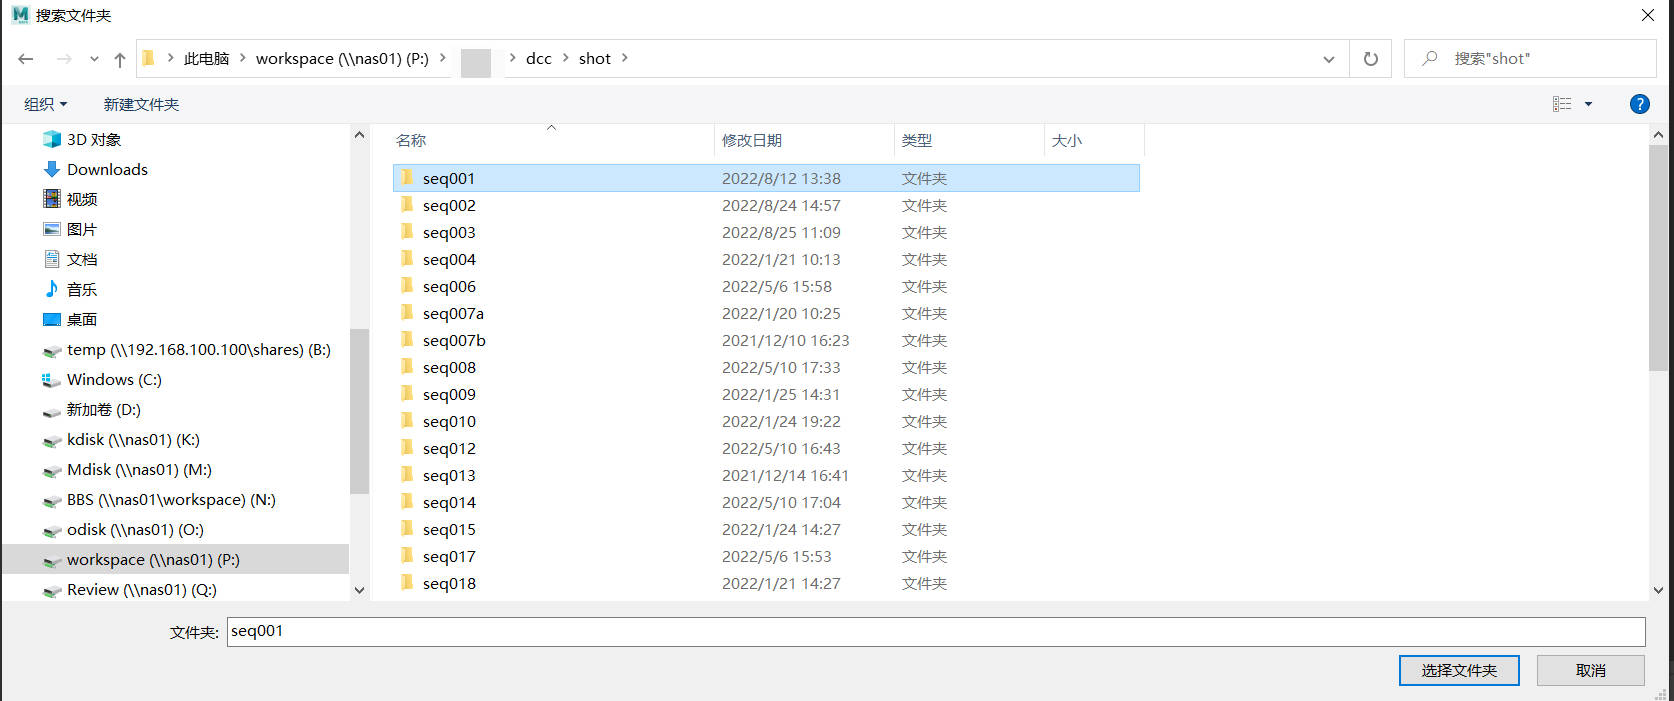 搜索文件夹
此电脑 workspace (\\nas01) (P:) dcc shot
搜索"shot"
组织 新建文件夹
3D 对象
Downloads
视频
图片
文档
音乐
桌面
temp (\\192.168.100.100\shares) (B:)
Windows (C:)
新加卷 (D:)
kdisk (\\nas01) (K:)
Mdisk (\\nas01) (M:)
BBS (\\nas01\workspace) (N:)
odisk (\\nas01) (O:)
workspace (\\nas01) (P:)
Review (\\nas01) (Q:)
名称 修改日期 类型 大小
seq001 2022/8/12 13:38 文件夹
seq002 2022/8/24 14:57 文件夹
seq003 2022/8/25 11:09 文件夹
seq004 2022/1/21 10:13 文件夹
seq006 2022/5/6 15:58 文件夹
seq007a 2022/1/20 10:25 文件夹
seq007b 2021/12/10 16:23 文件夹
seq008 2022/5/10 17:33 文件夹
seq009 2022/1/25 14:31 文件夹
seq010 2022/1/24 19:22 文件夹
seq012 2022/5/10 16:43 文件夹
seq013 2021/12/14 16:41 文件夹
seq014 2022/5/10 17:04 文件夹
seq015 2022/1/24 14:27 文件夹
seq017 2022/5/6 15:53 文件夹
seq018 2022/1/21 14:27 文件夹
文件夹: seq001
选择文件夹 取消